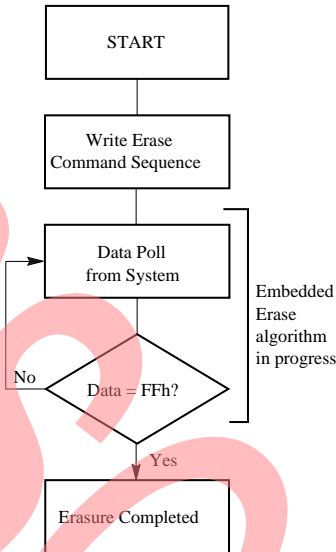 START
Write Erase
Command Sequence
Data Poll
from System
Embedded
Erase
algorithm
in progress
No
Data = FFh?
Yes
Erasure Completed